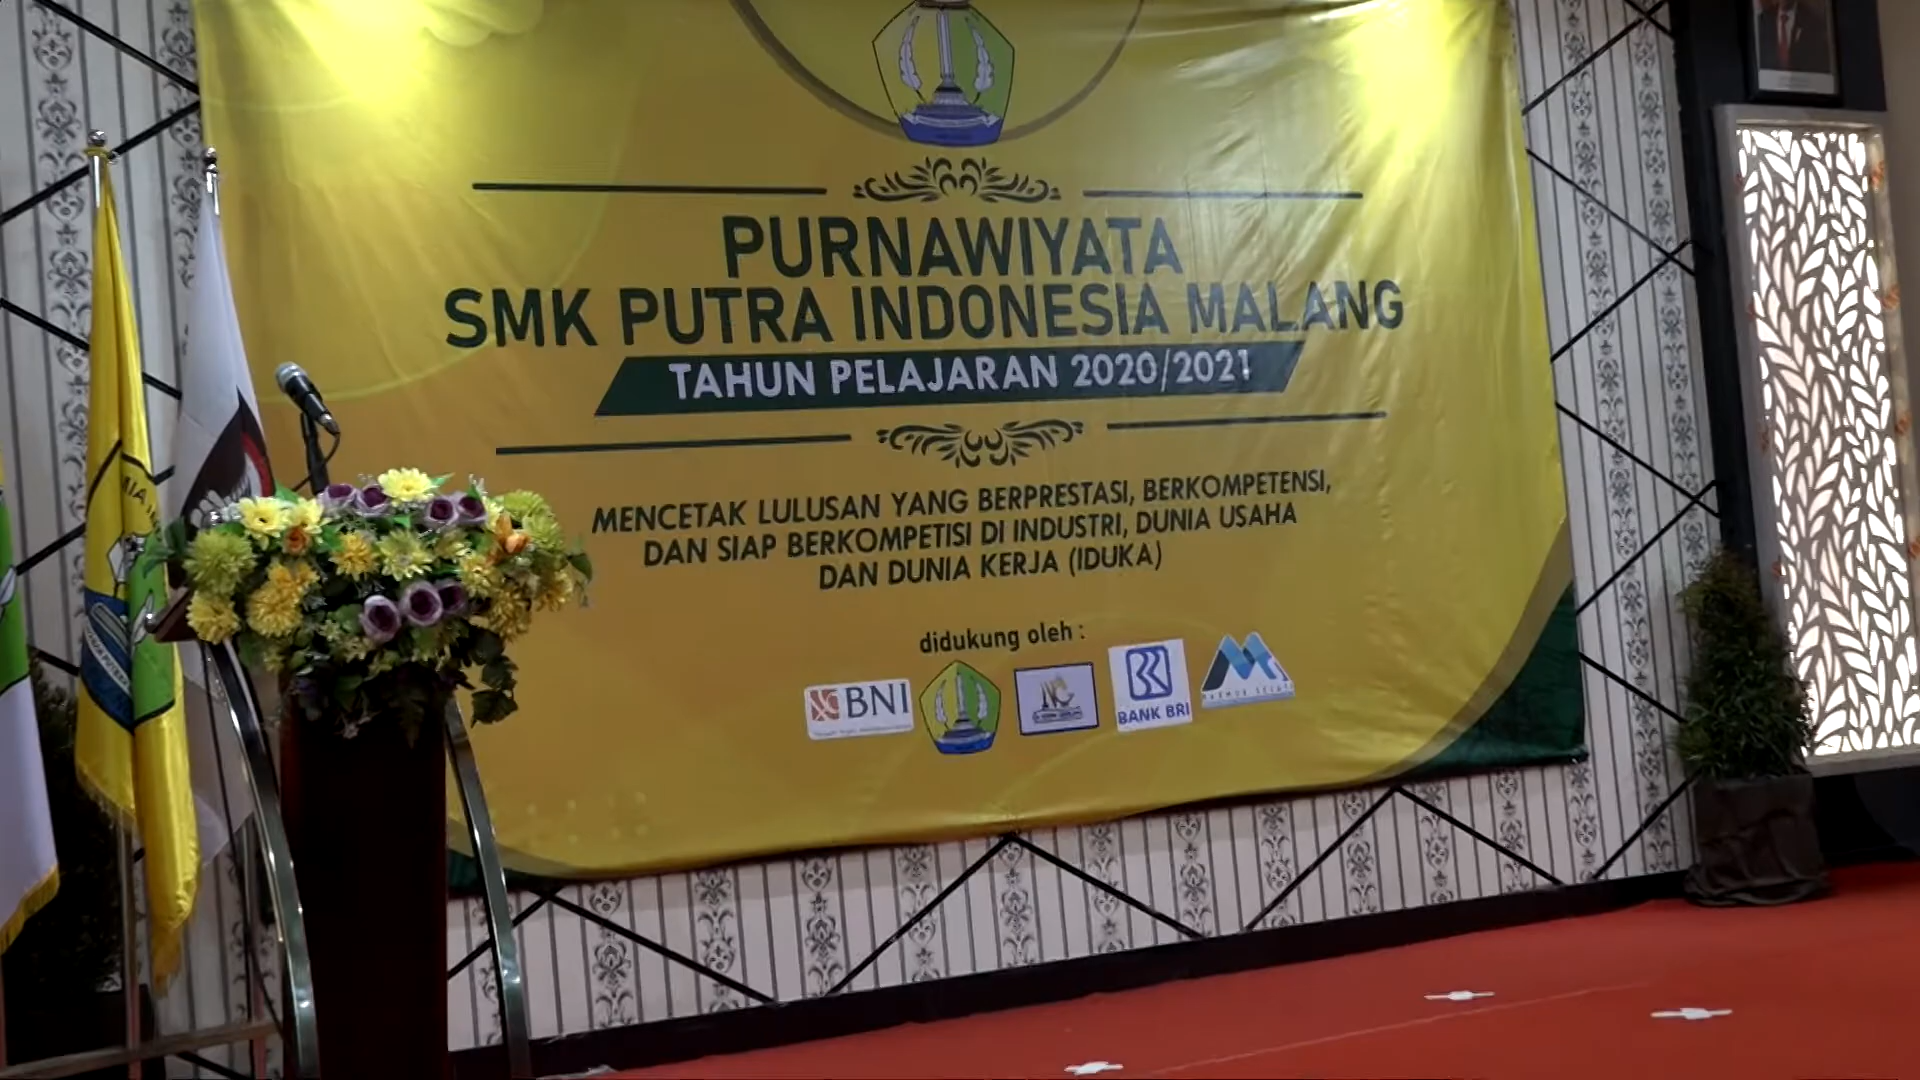 PURNAWIYATA
SMK PUTRA INDONESIA MALANG
TAHUN PELAJARAN 2020/2021
MENCETAK LULUSAN YANG BERPRESTASI, BERKOMPETENSI,
DAN SIAP BERKOMPETISI DI INDUSTRI, DUNIA USAHA
DAN DUNIA KERJA (IDUKA)
didukung oleh :
BNI
BANK BRI